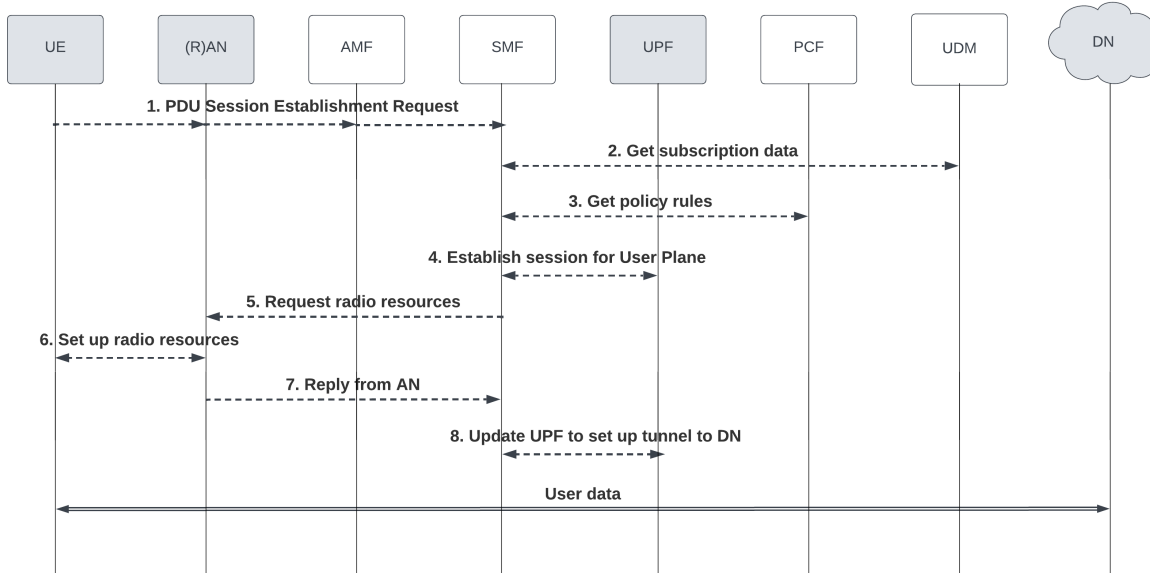 UE
(R)AN
AMF
SMF
UPF
PCF
UDM
DN
1. PDU Session Establishment Request
2. Get subscription data
3. Get policy rules
4. Establish session for User Plane
5. Request radio resources
6. Set up radio resources
7. Reply from AN
8. Update UPF to set up tunnel to DN
User data